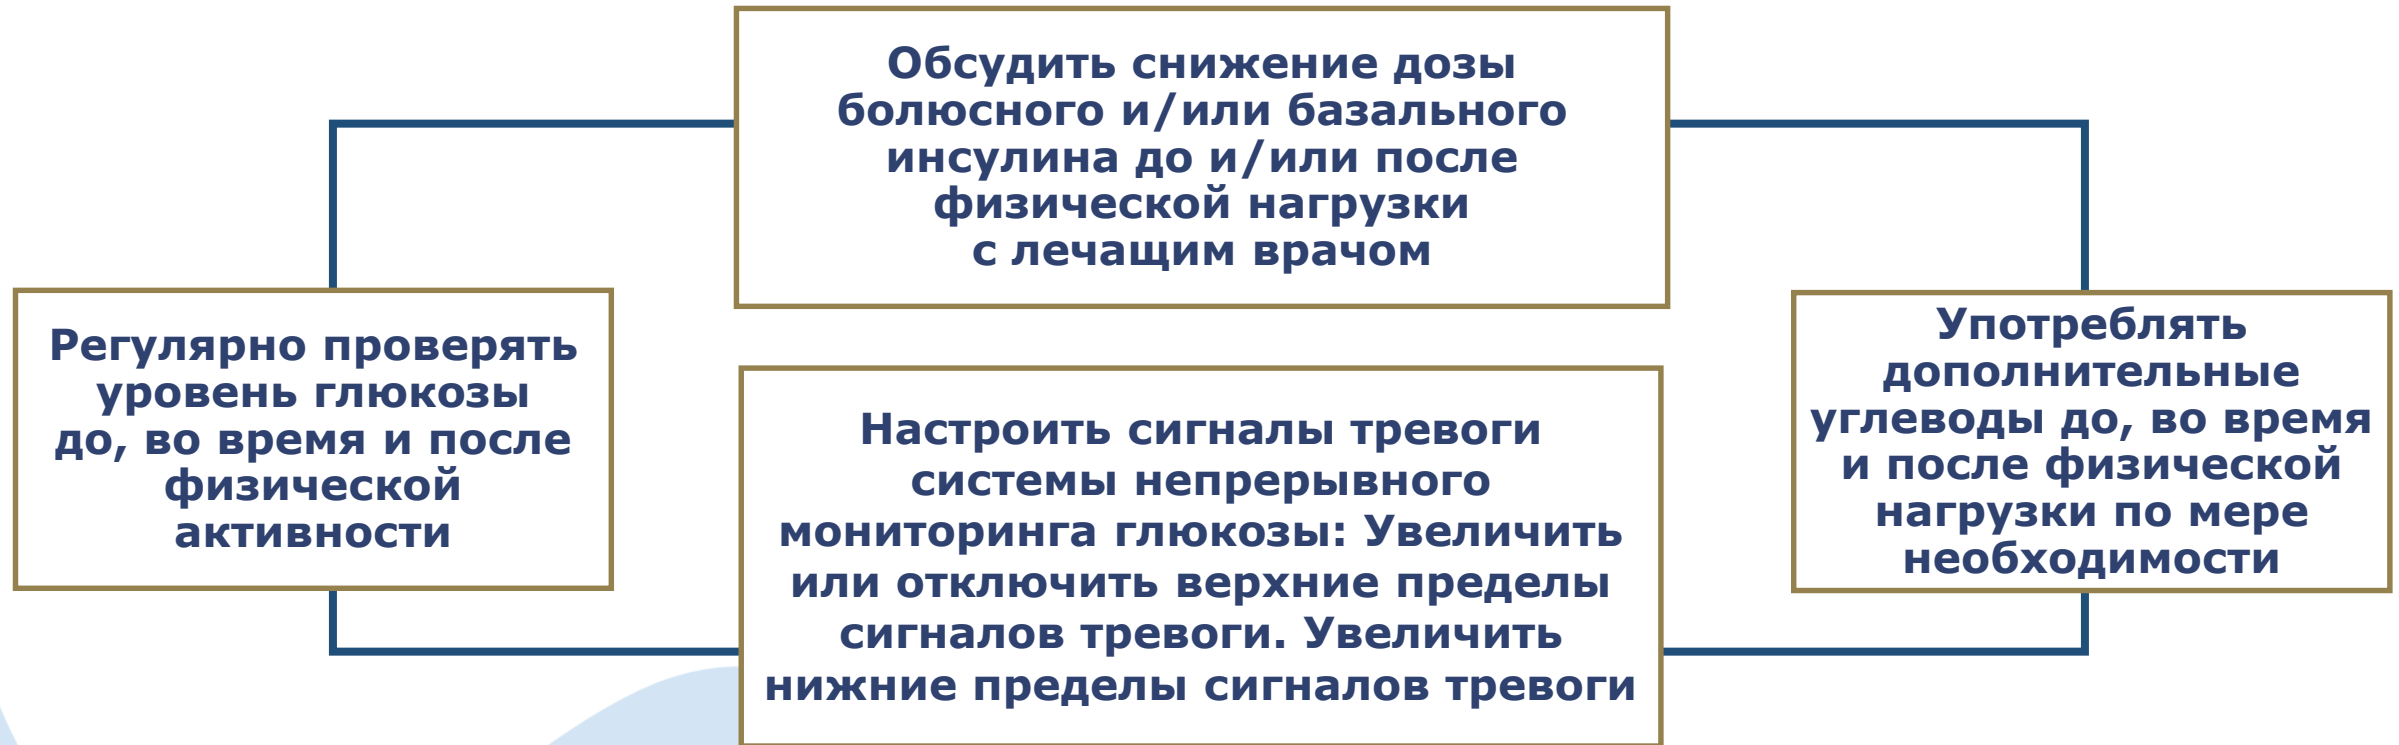 Обсудить снижение дозы
болюсного и/или базального
инсулина до и/или после
физической нагрузки
с лечащим врачом
Регулярно проверять
уровень глюкозы
до, во время и после
физической
активности
Употреблять
дополнительные
углеводы до, во время
и после физической
нагрузки по мере
необходимости
Настроить сигналы тревоги
системы непрерывного
мониторинга глюкозы: Увеличить
или отключить верхние пределы
сигналов тревоги. Увеличить
нижние пределы сигналов тревоги